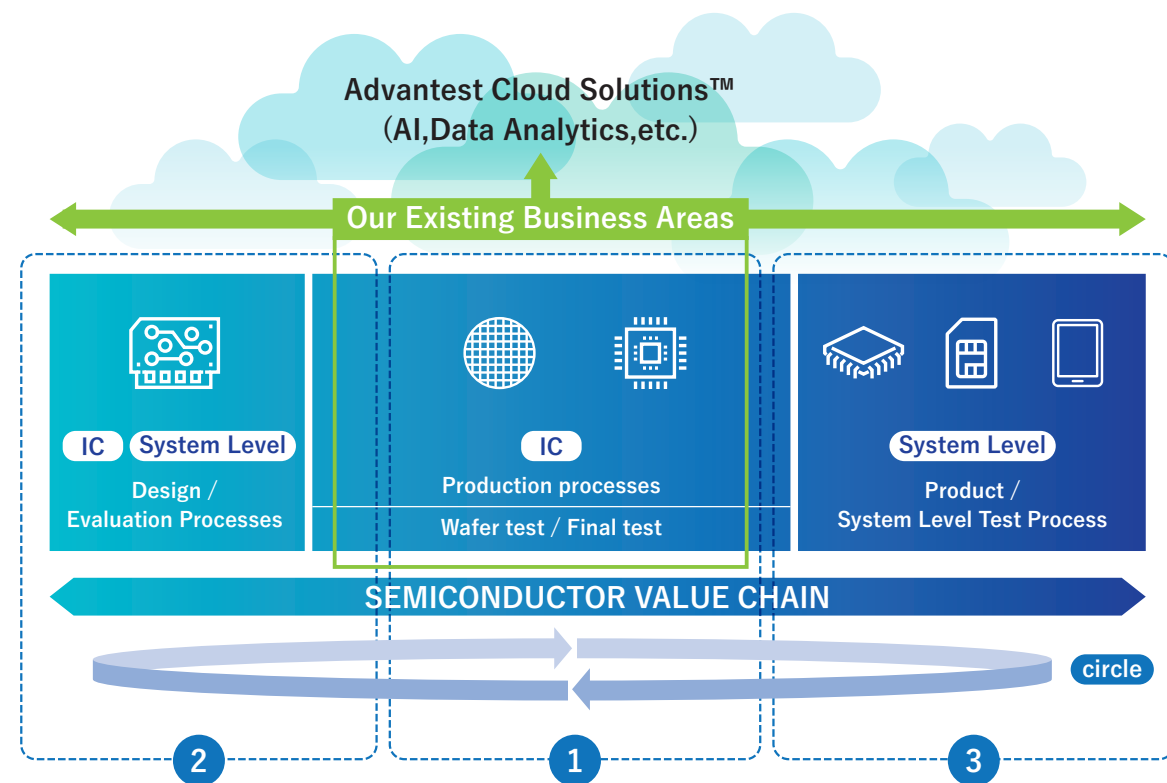 Advantest Cloud Solutions™
(AI,Data Analytics,etc.)
Our Existing Business Areas
IC
System Level
Design /
Evaluation Processes
IC
Production processes
Wafer test / Final test
System Level
Product /
System Level Test Process
SEMICONDUCTOR VALUE CHAIN
circle
2
1
3